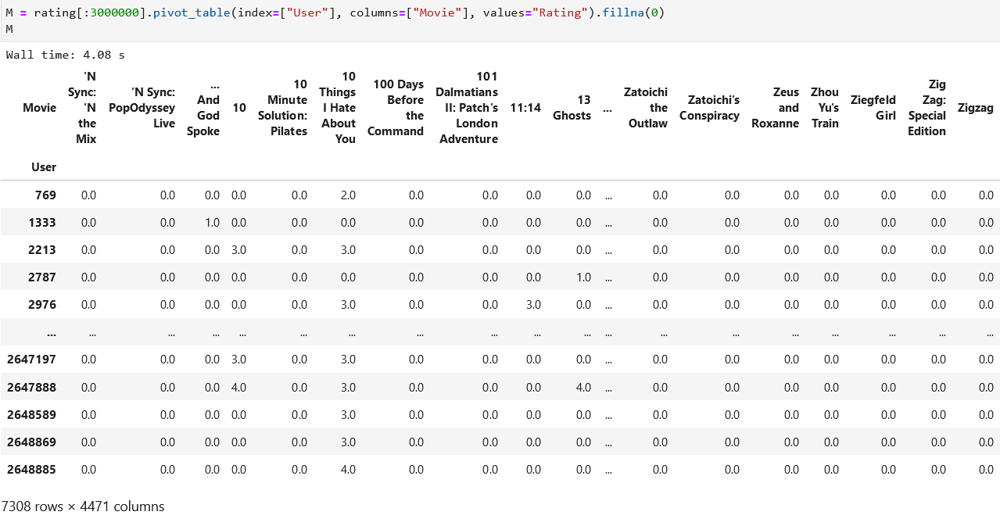 M = rating[:3000000].pivot_table(index=["User"], columns=["Movie"], values="Rating").fillna(0)
M
Wall time: 4.08 s
Movie 'N Sync: 'N the Mix 'N Sync: PopOdyssey Live ... And God Spoke 10 10 Minute Solution: Pilates 10 Things I Hate About You 100 Days Before the Command 101 Dalmatians II: Patch's London Adventure 11:14 13 Ghosts ... Zatoichi the Outlaw Zatoichi's Conspiracy Zeus and Roxanne Zhou Yu's Train Ziegfeld Girl Zig Zag: Special Edition Zigzag
User
769 0.0 0.0 0.0 0.0 0.0 2.0 0.0 0.0 0.0 0.0 ... 0.0 0.0 0.0 0.0 0.0 0.0 0.0
1333 0.0 0.0 1.0 0.0 0.0 0.0 0.0 0.0 0.0 0.0 ... 0.0 0.0 0.0 0.0 0.0 0.0 0.0
2213 0.0 0.0 0.0 3.0 0.0 3.0 0.0 0.0 0.0 0.0 ... 0.0 0.0 0.0 0.0 0.0 0.0 0.0
2787 0.0 0.0 0.0 0.0 0.0 0.0 0.0 0.0 0.0 1.0 ... 0.0 0.0 0.0 0.0 0.0 0.0 0.0
2976 0.0 0.0 0.0 0.0 0.0 3.0 0.0 0.0 3.0 0.0 ... 0.0 0.0 0.0 0.0 0.0 0.0 0.0
... ... ... ... ... ... ... ... ... ... ... ... ... ... ... ... ... ... ...
2647197 0.0 0.0 0.0 3.0 0.0 3.0 0.0 0.0 0.0 0.0 ... 0.0 0.0 0.0 0.0 0.0 0.0 0.0
2647888 0.0 0.0 0.0 4.0 0.0 3.0 0.0 0.0 0.0 4.0 ... 0.0 0.0 0.0 0.0 0.0 0.0 0.0
2648589 0.0 0.0 0.0 0.0 0.0 3.0 0.0 0.0 0.0 0.0 ... 0.0 0.0 0.0 0.0 0.0 0.0 0.0
2648869 0.0 0.0 0.0 0.0 0.0 3.0 0.0 0.0 0.0 0.0 ... 0.0 0.0 0.0 0.0 0.0 0.0 0.0
2648885 0.0 0.0 0.0 0.0 0.0 4.0 0.0 0.0 0.0 0.0 ... 0.0 0.0 0.0 0.0 0.0 0.0 0.0
7308 rows × 4471 columns